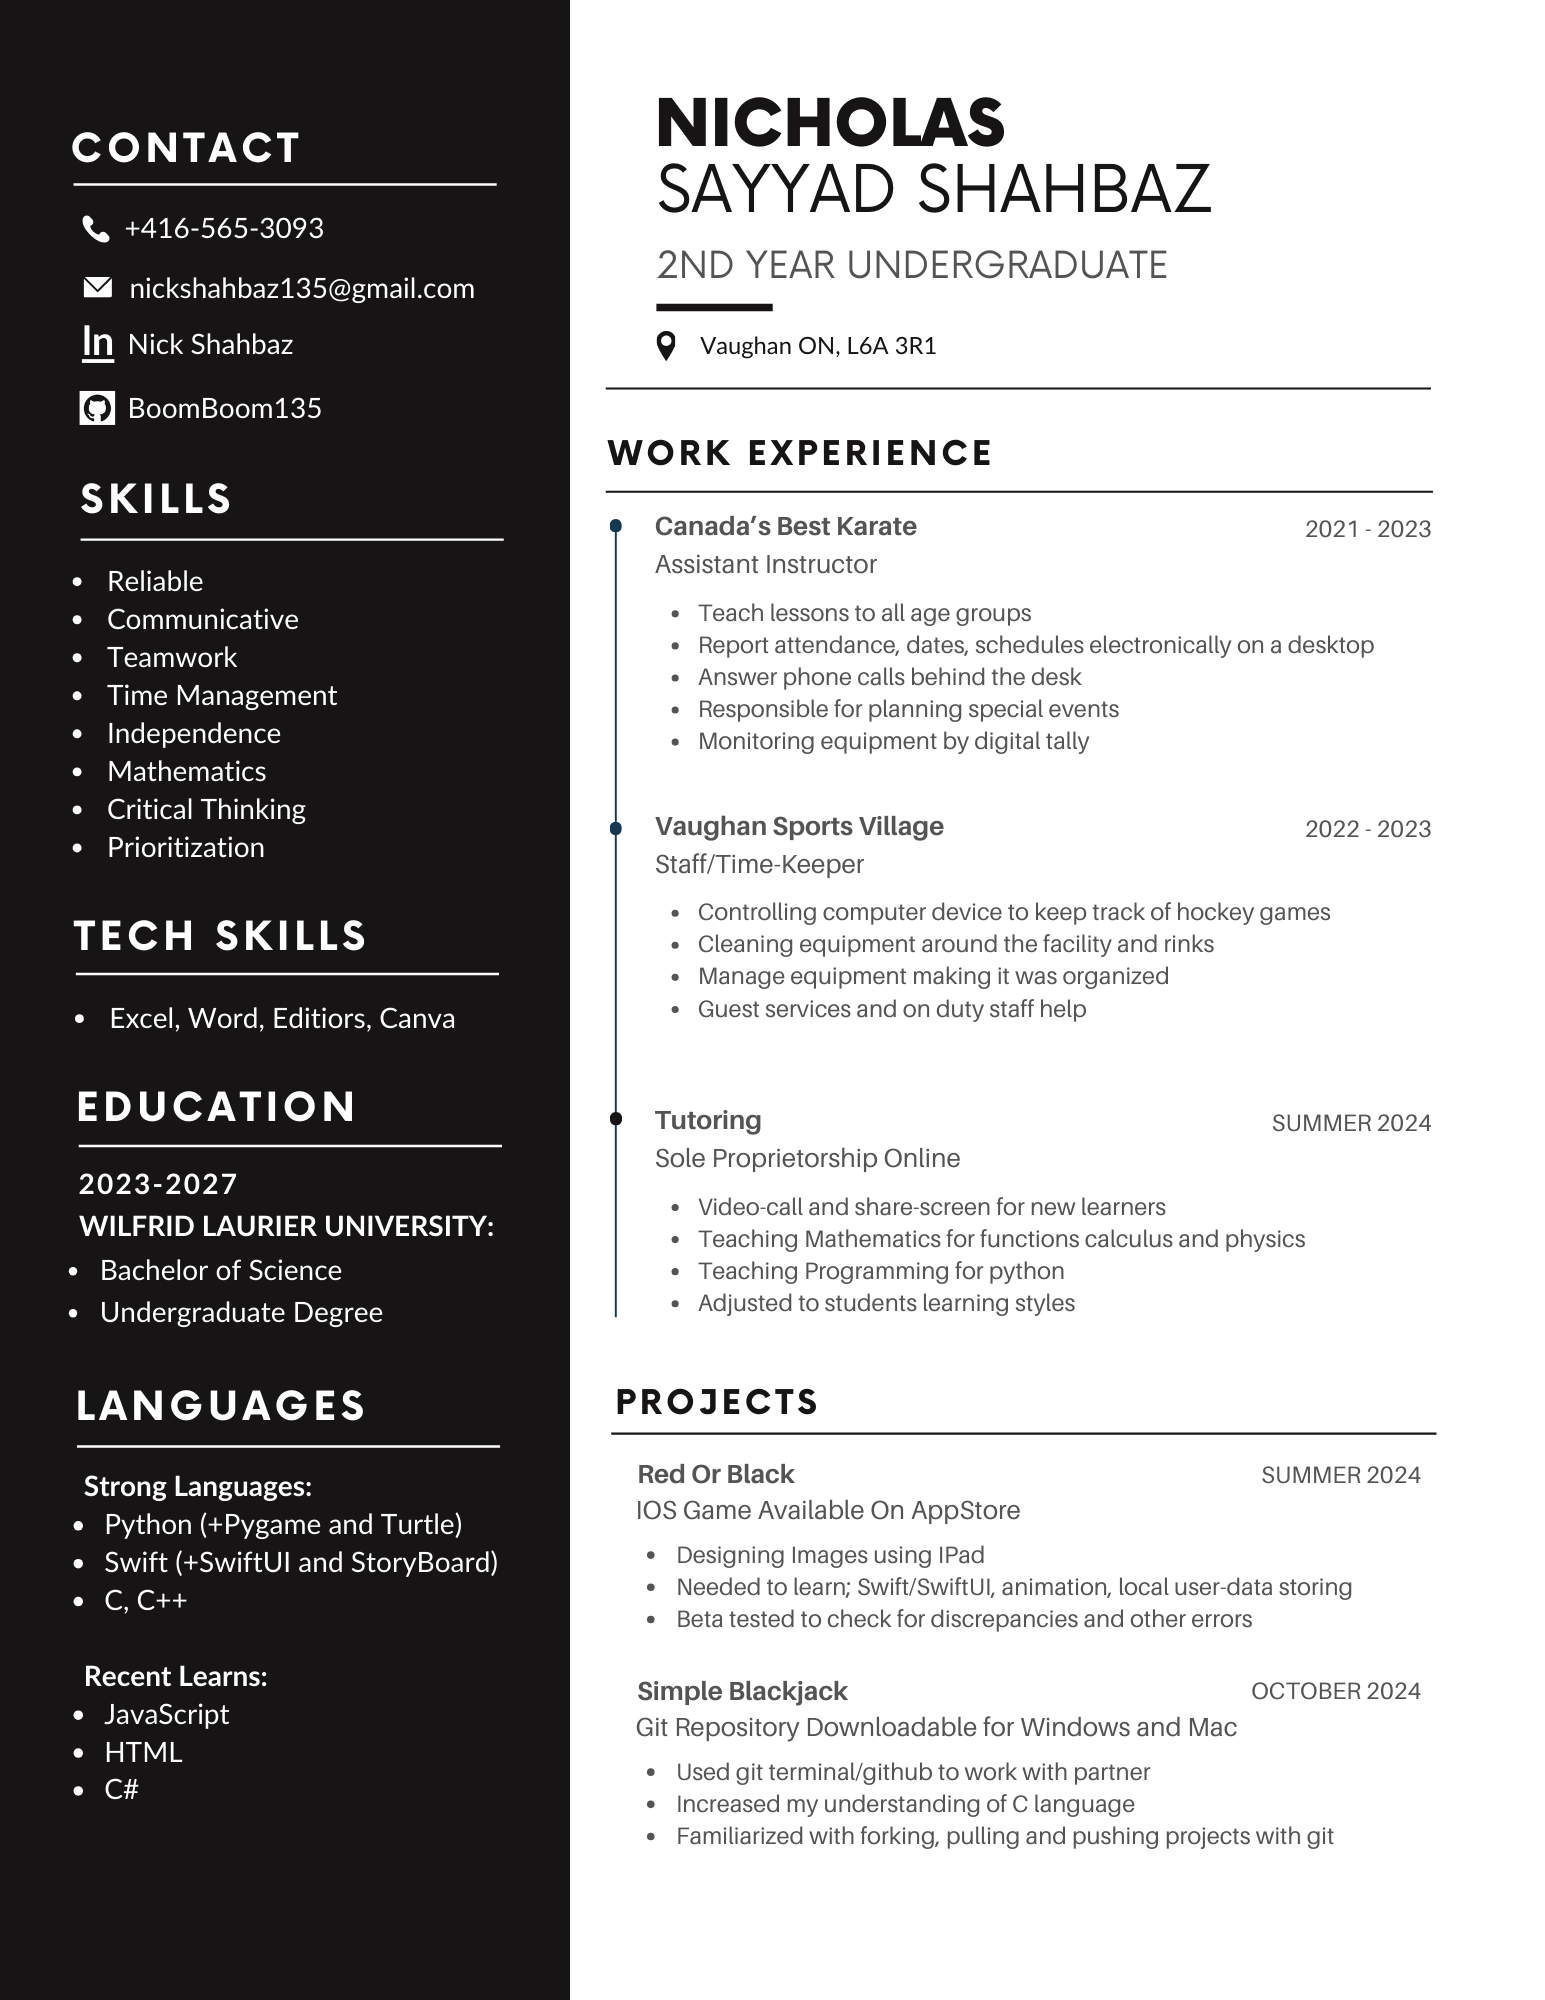 CONTACT
+416-565-3093
nickshahbaz135@gmail.com
In Nick Shahbaz
BoomBoom135
SKILLS
• Reliable
• Communicative
• Teamwork
• Time Management
• Independence
• Mathematics
• Critical Thinking
• Prioritization
TECH SKILLS
• Excel, Word, Editiors, Canva
EDUCATION
2023-2027
WILFRID LAURIER UNIVERSITY:
• Bachelor of Science
• Undergraduate Degree
LANGUAGES
Strong Languages:
• Python (+Pygame and Turtle)
• Swift (+SwiftUI and StoryBoard)
• C, C++
Recent Learns:
• JavaScript
• HTML
• C#
NICHOLAS
SAYYAD SHAHBAZ
2ND YEAR UNDERGRADUATE
Vaughan ON, L6A 3R1
WORK EXPERIENCE
Canada’s Best Karate 2021 - 2023
Assistant Instructor
• Teach lessons to all age groups
• Report attendance, dates, schedules electronically on a desktop
• Answer phone calls behind the desk
• Responsible for planning special events
• Monitoring equipment by digital tally
Vaughan Sports Village 2022 - 2023
Staff/Time-Keeper
• Controlling computer device to keep track of hockey games
• Cleaning equipment around the facility and rinks
• Manage equipment making it was organized
• Guest services and on duty staff help
Tutoring SUMMER 2024
Sole Proprietorship Online
• Video-call and share-screen for new learners
• Teaching Mathematics for functions calculus and physics
• Teaching Programming for python
• Adjusted to students learning styles
PROJECTS
Red Or Black SUMMER 2024
IOS Game Available On AppStore
• Designing Images using IPad
• Needed to learn; Swift/SwiftUI, animation, local user-data storing
• Beta tested to check for discrepancies and other errors
Simple Blackjack OCTOBER 2024
Git Repository Downloadable for Windows and Mac
• Used git terminal/github to work with partner
• Increased my understanding of C language
• Familiarized with forking, pulling and pushing projects with git